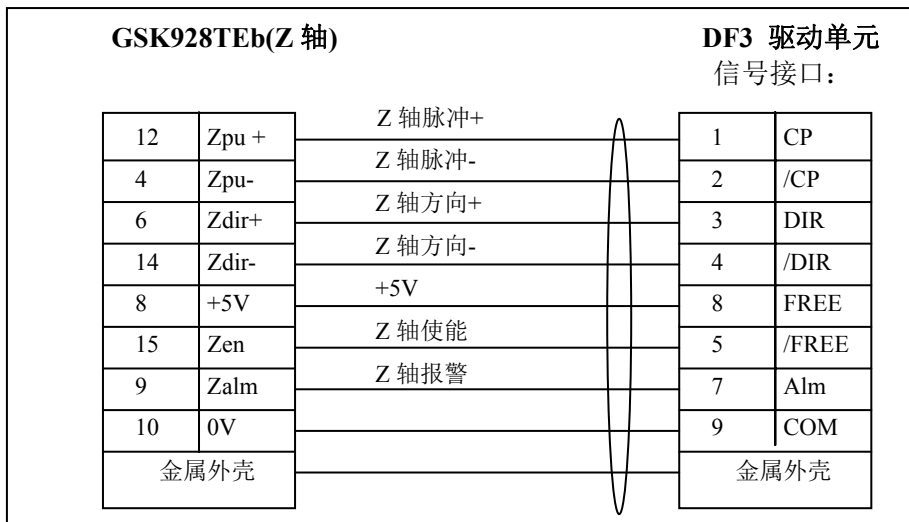 GSK928TEb(Z 轴) DF3 驱动单元
信号接口：
12 Zpu + Z 轴脉冲+ 1 CP
4 Zpu- Z 轴脉冲- 2 /CP
6 Zdir+ Z 轴方向+ 3 DIR
14 Zdir- Z 轴方向- 4 /DIR
8 +5V +5V 8 FREE
15 Zen Z 轴使能 5 /FREE
9 Zalm Z 轴报警 7 Alm
10 0V 9 COM
金属外壳 金属外壳